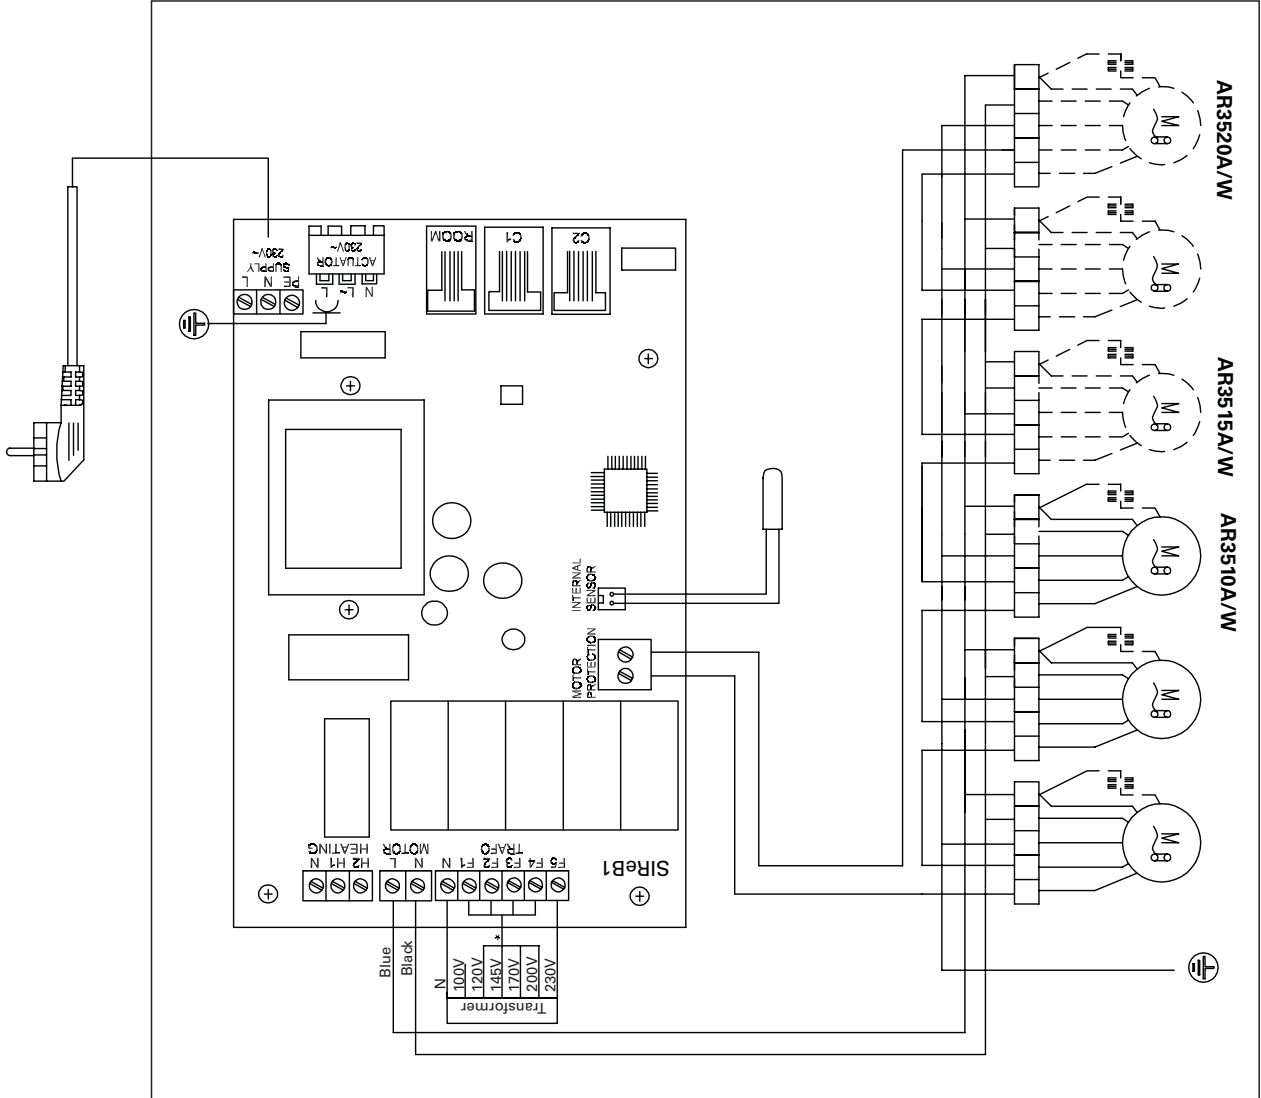 AR3520A/W
AR3515A/W
AR3510A/W
M
M
M
M
M
M
230V~
SUPPLY
L N PE
ACTUATOR
230V~
L L~ N
ROOM
C1
C2
INTERNAL
SENSOR
MOTOR
PROTECTION
HEATING
N H1 H2
MOTOR
L N
TRAFO
N F1 F2 F3 F4 F5
SIReB1
Blue
Black
*
N
100V
120V
145V
170V
200V
230V
Transformer